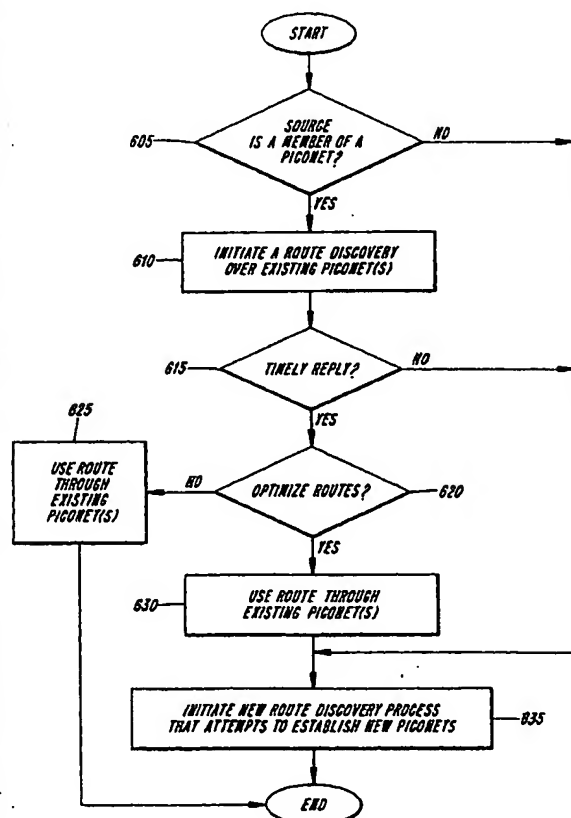 START
SOURCE
IS A MEMBER OF A
PICONET?
605
NO
YES
INITIATE A ROUTE DISCOVERY
OVER EXISTING PICONET(S)
610
TIMELY REPLY?
615
NO
YES
625
USE ROUTE
THROUGH
EXISTING
PICONET(S)
NO
OPTIMIZE ROUTES?
620
YES
USE ROUTE THROUGH
EXISTING PICONET(S)
630
INITIATE NEW ROUTE DISCOVERY PROCESS
THAT ATTEMPTS TO ESTABLISH NEW PICONETS
635
END